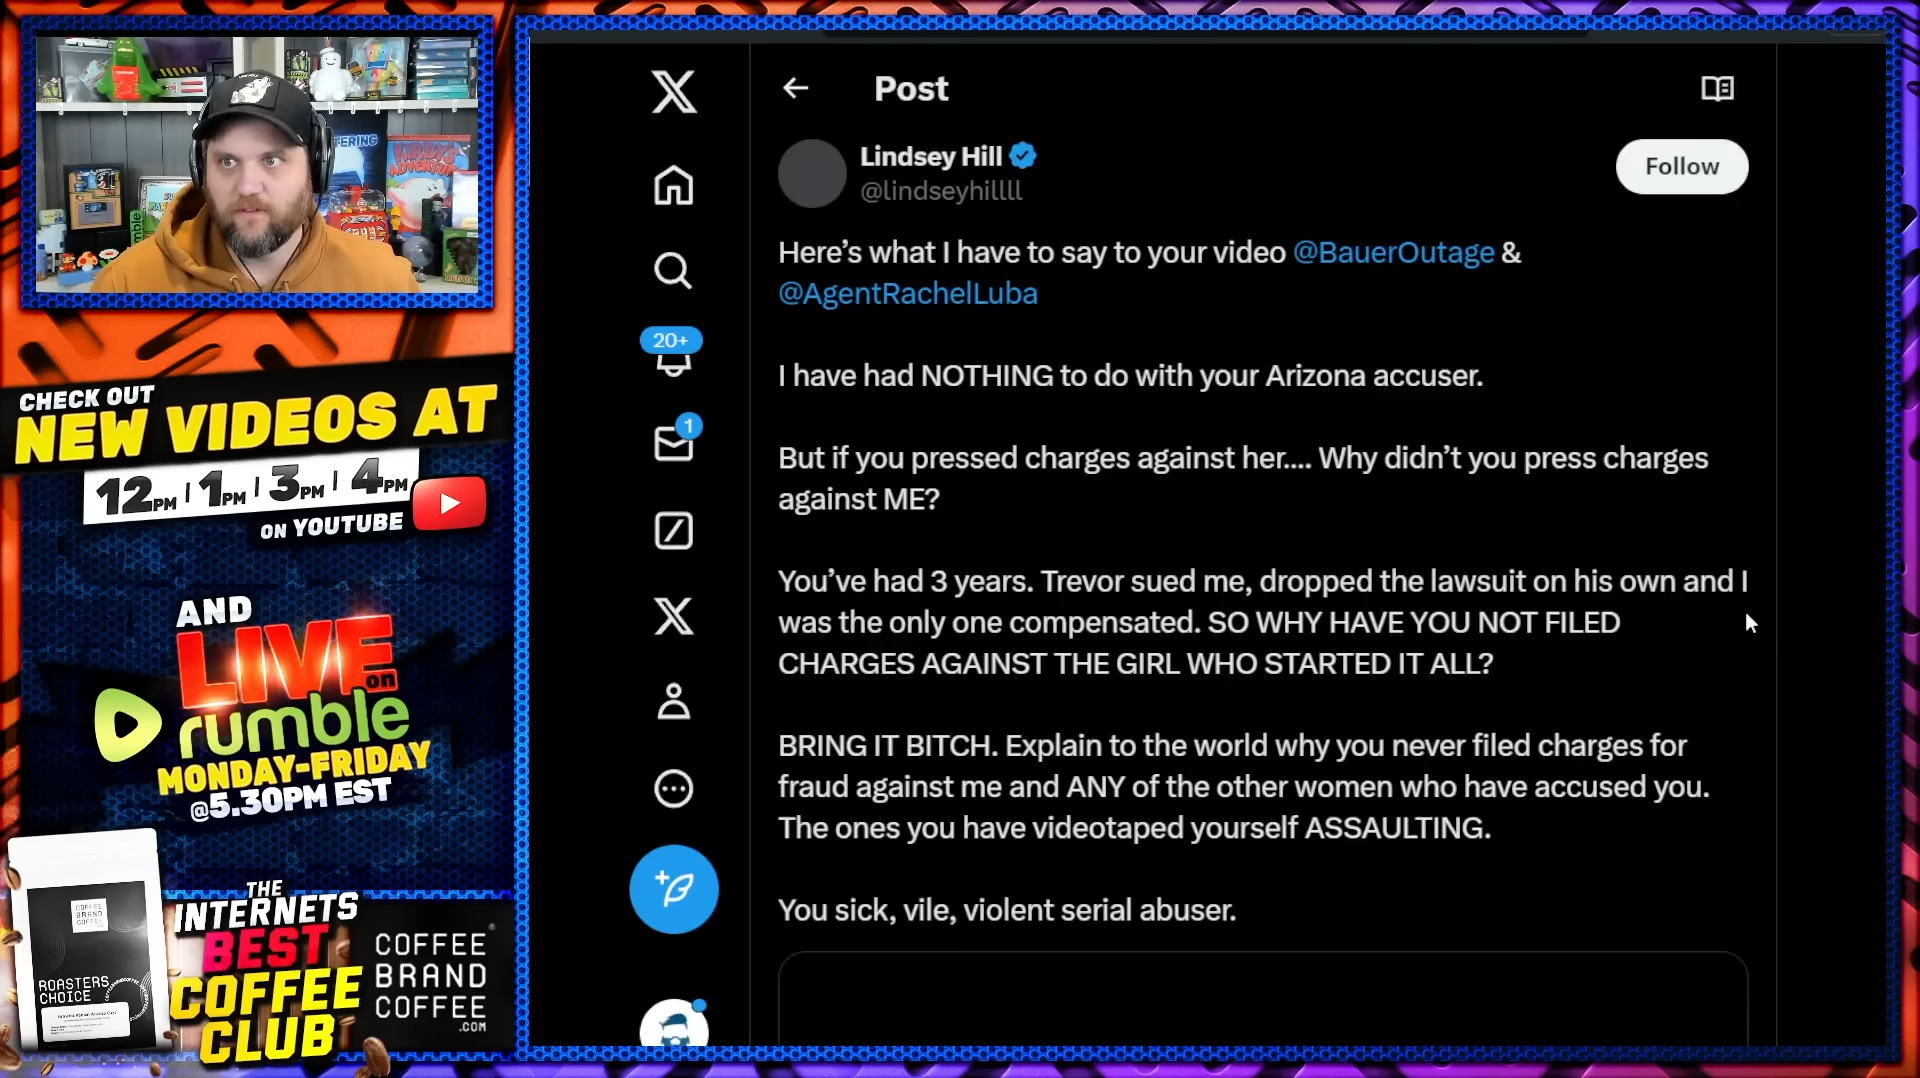 KIRBY'S
ADVENTURE
CHECK OUT
NEW VIDEOS AT
12PM | 1PM | 3PM | 4PM
ON YOUTUBE
AND
LIVE on
rumble
MONDAY-FRIDAY
@5.30PM EST
COFFEE
BRAND
COFFEE
ROASTERS
CHOICE
THE
INTERNETS
BEST
COFFEE
CLUB
COFFEE
BRAND
COFFEE
.COM
20+
1
Post
Lindsey Hill
@lindseyhillll
Follow
Here’s what I have to say to your video @BauerOutage &
@AgentRachelLuba
I have had NOTHING to do with your Arizona accuser.
But if you pressed charges against her.... Why didn’t you press charges
against ME?
You’ve had 3 years. Trevor sued me, dropped the lawsuit on his own and I
was the only one compensated. SO WHY HAVE YOU NOT FILED
CHARGES AGAINST THE GIRL WHO STARTED IT ALL?
BRING IT BITCH. Explain to the world why you never filed charges for
fraud against me and ANY of the other women who have accused you.
The ones you have videotaped yourself ASSAULTING.
You sick, vile, violent serial abuser.